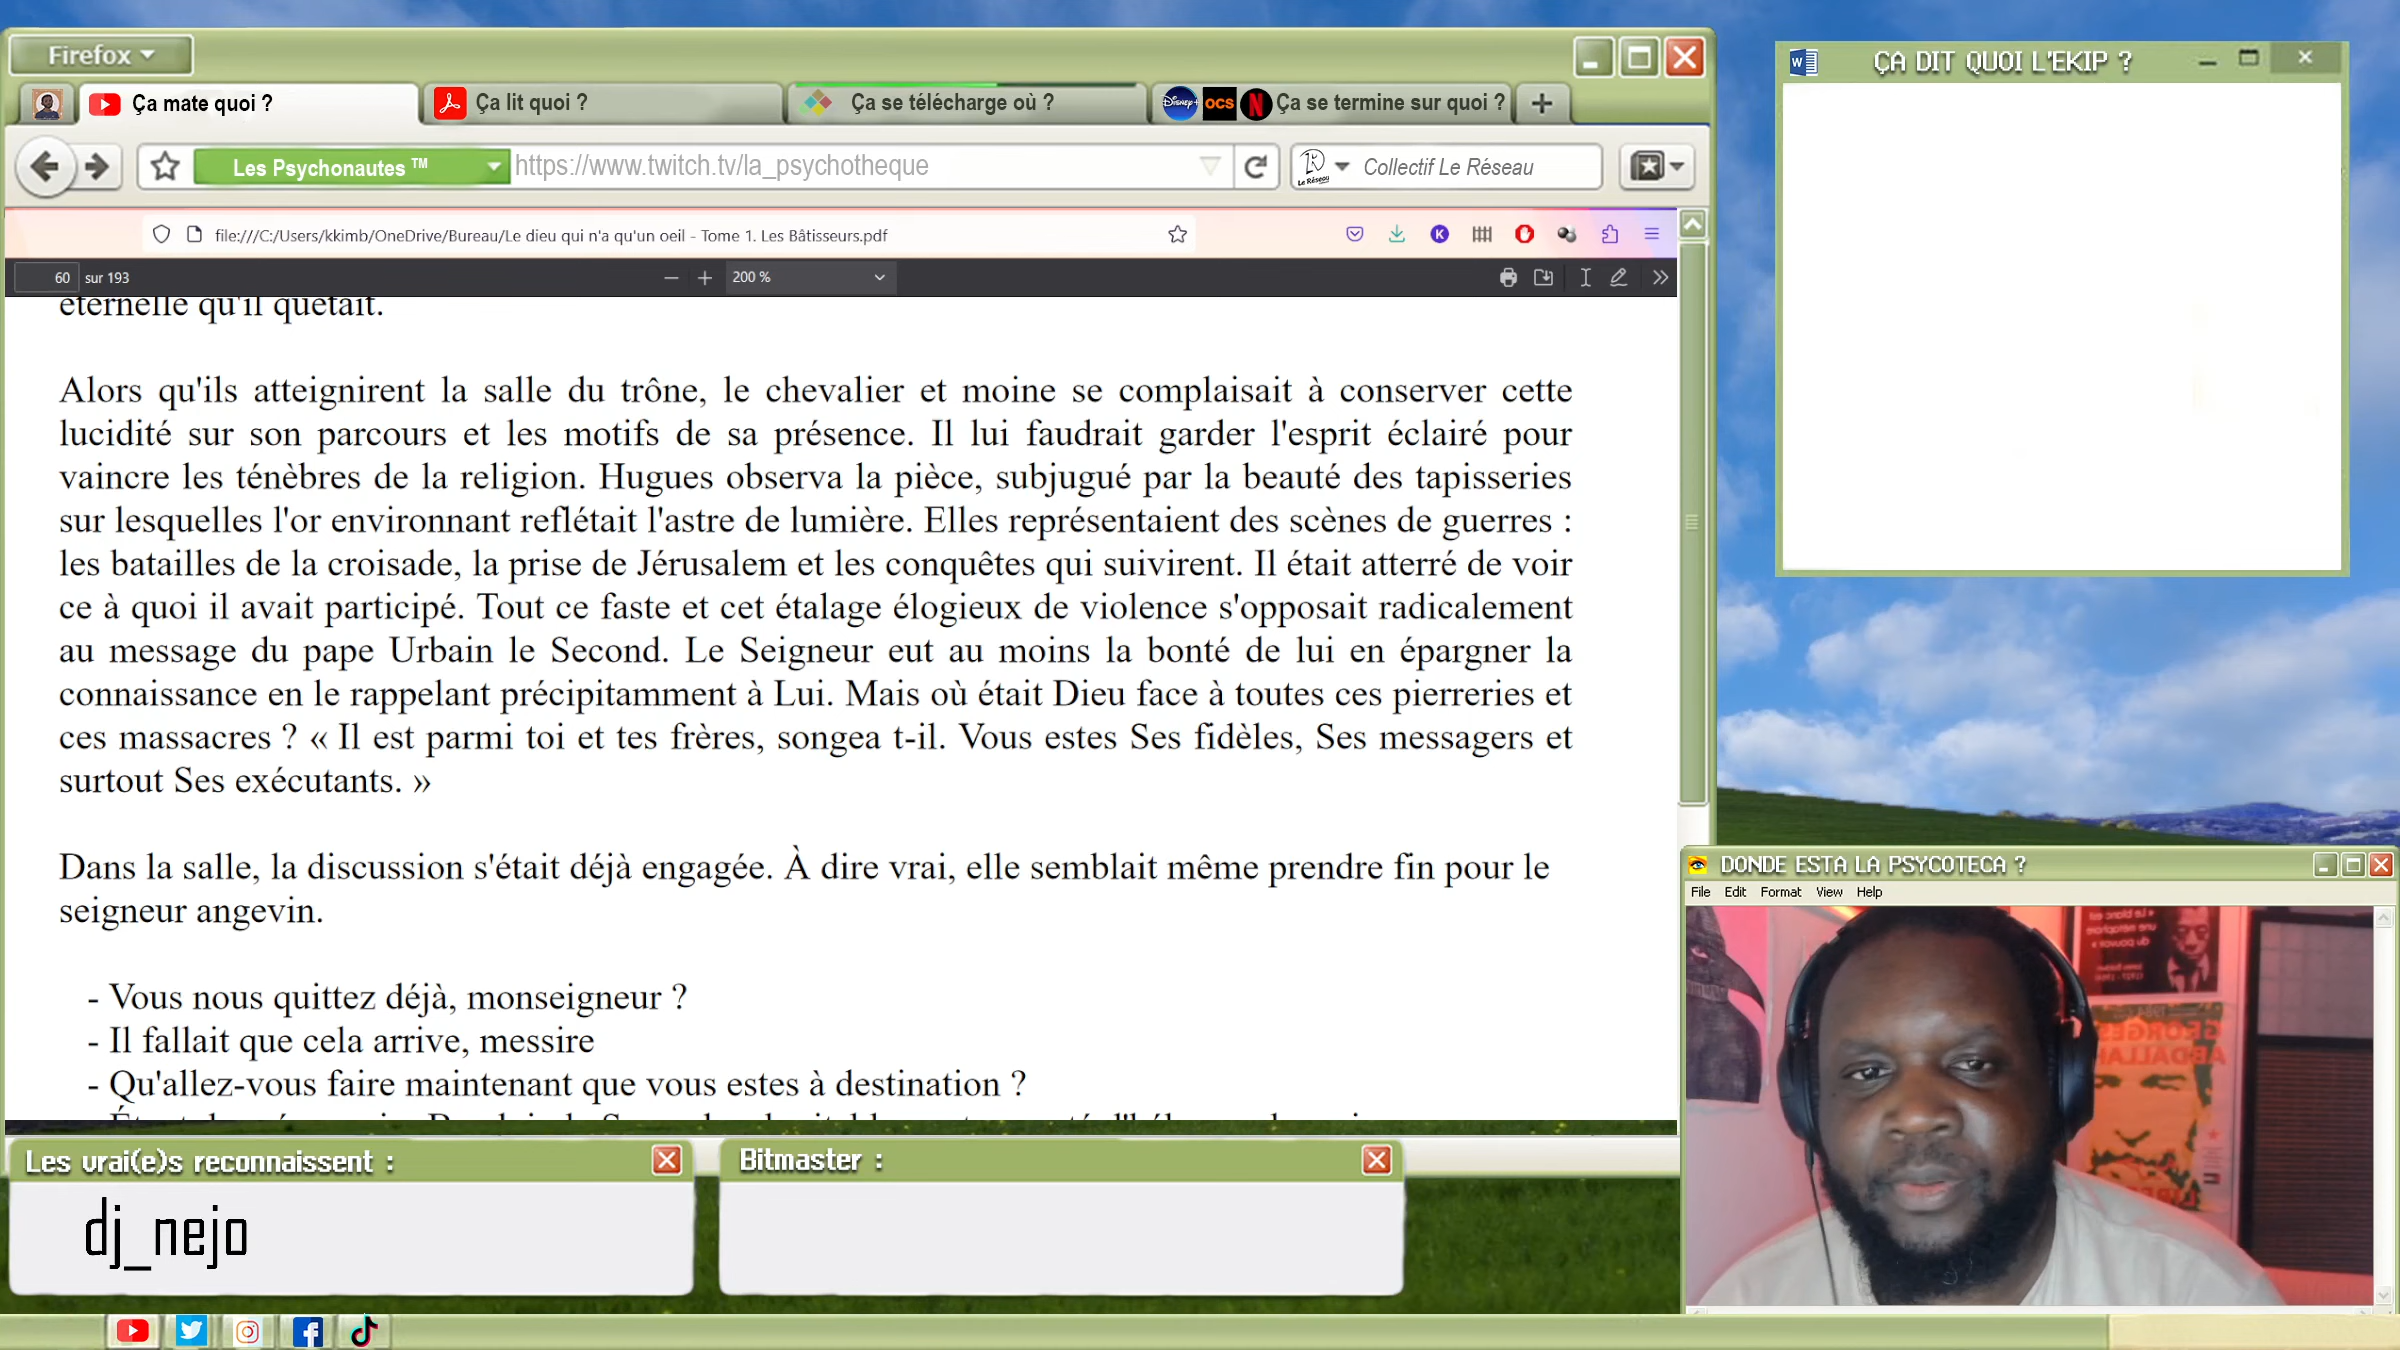 Firefox
Ça mate quoi ?
Ça lit quoi ?
Ça se télécharge où ?
Disney+ ocs N Ça se termine sur quoi ?
Les Psychonautes ™
https://www.twitch.tv/la_psychotheque
Le Réseau
Collectif Le Réseau
file:///C:/Users/kkimb/OneDrive/Bureau/Le dieu qui n'a qu'un oeil - Tome 1. Les Bâtisseurs.pdf
60 sur 193
200 %
éternelle qu'il quêtait.
Alors qu'ils atteignirent la salle du trône, le chevalier et moine se complaisait à conserver cette
lucidité sur son parcours et les motifs de sa présence. Il lui faudrait garder l'esprit éclairé pour
vaincre les ténèbres de la religion. Hugues observa la pièce, subjugué par la beauté des tapisseries
sur lesquelles l'or environnant reflétait l'astre de lumière. Elles représentaient des scènes de guerres :
les batailles de la croisade, la prise de Jérusalem et les conquêtes qui suivirent. Il était atterré de voir
ce à quoi il avait participé. Tout ce faste et cet étalage élogieux de violence s'opposait radicalement
au message du pape Urbain le Second. Le Seigneur eut au moins la bonté de lui en épargner la
connaissance en le rappelant précipitamment à Lui. Mais où était Dieu face à toutes ces pierreries et
ces massacres ? « Il est parmi toi et tes frères, songea t-il. Vous estes Ses fidèles, Ses messagers et
surtout Ses exécutants. »
Dans la salle, la discussion s'était déjà engagée. À dire vrai, elle semblait même prendre fin pour le
seigneur angevin.
- Vous nous quittez déjà, monseigneur ?
- Il fallait que cela arrive, messire
- Qu'allez-vous faire maintenant que vous estes à destination ?
Les vrai(e)s reconnaissent :
dj_nejo
Bitmaster :
ÇA DIT QUOI L'EKIP ?
DONDE ESTA LA PSYCOTECA ?
File Edit Format View Help
GEORGES